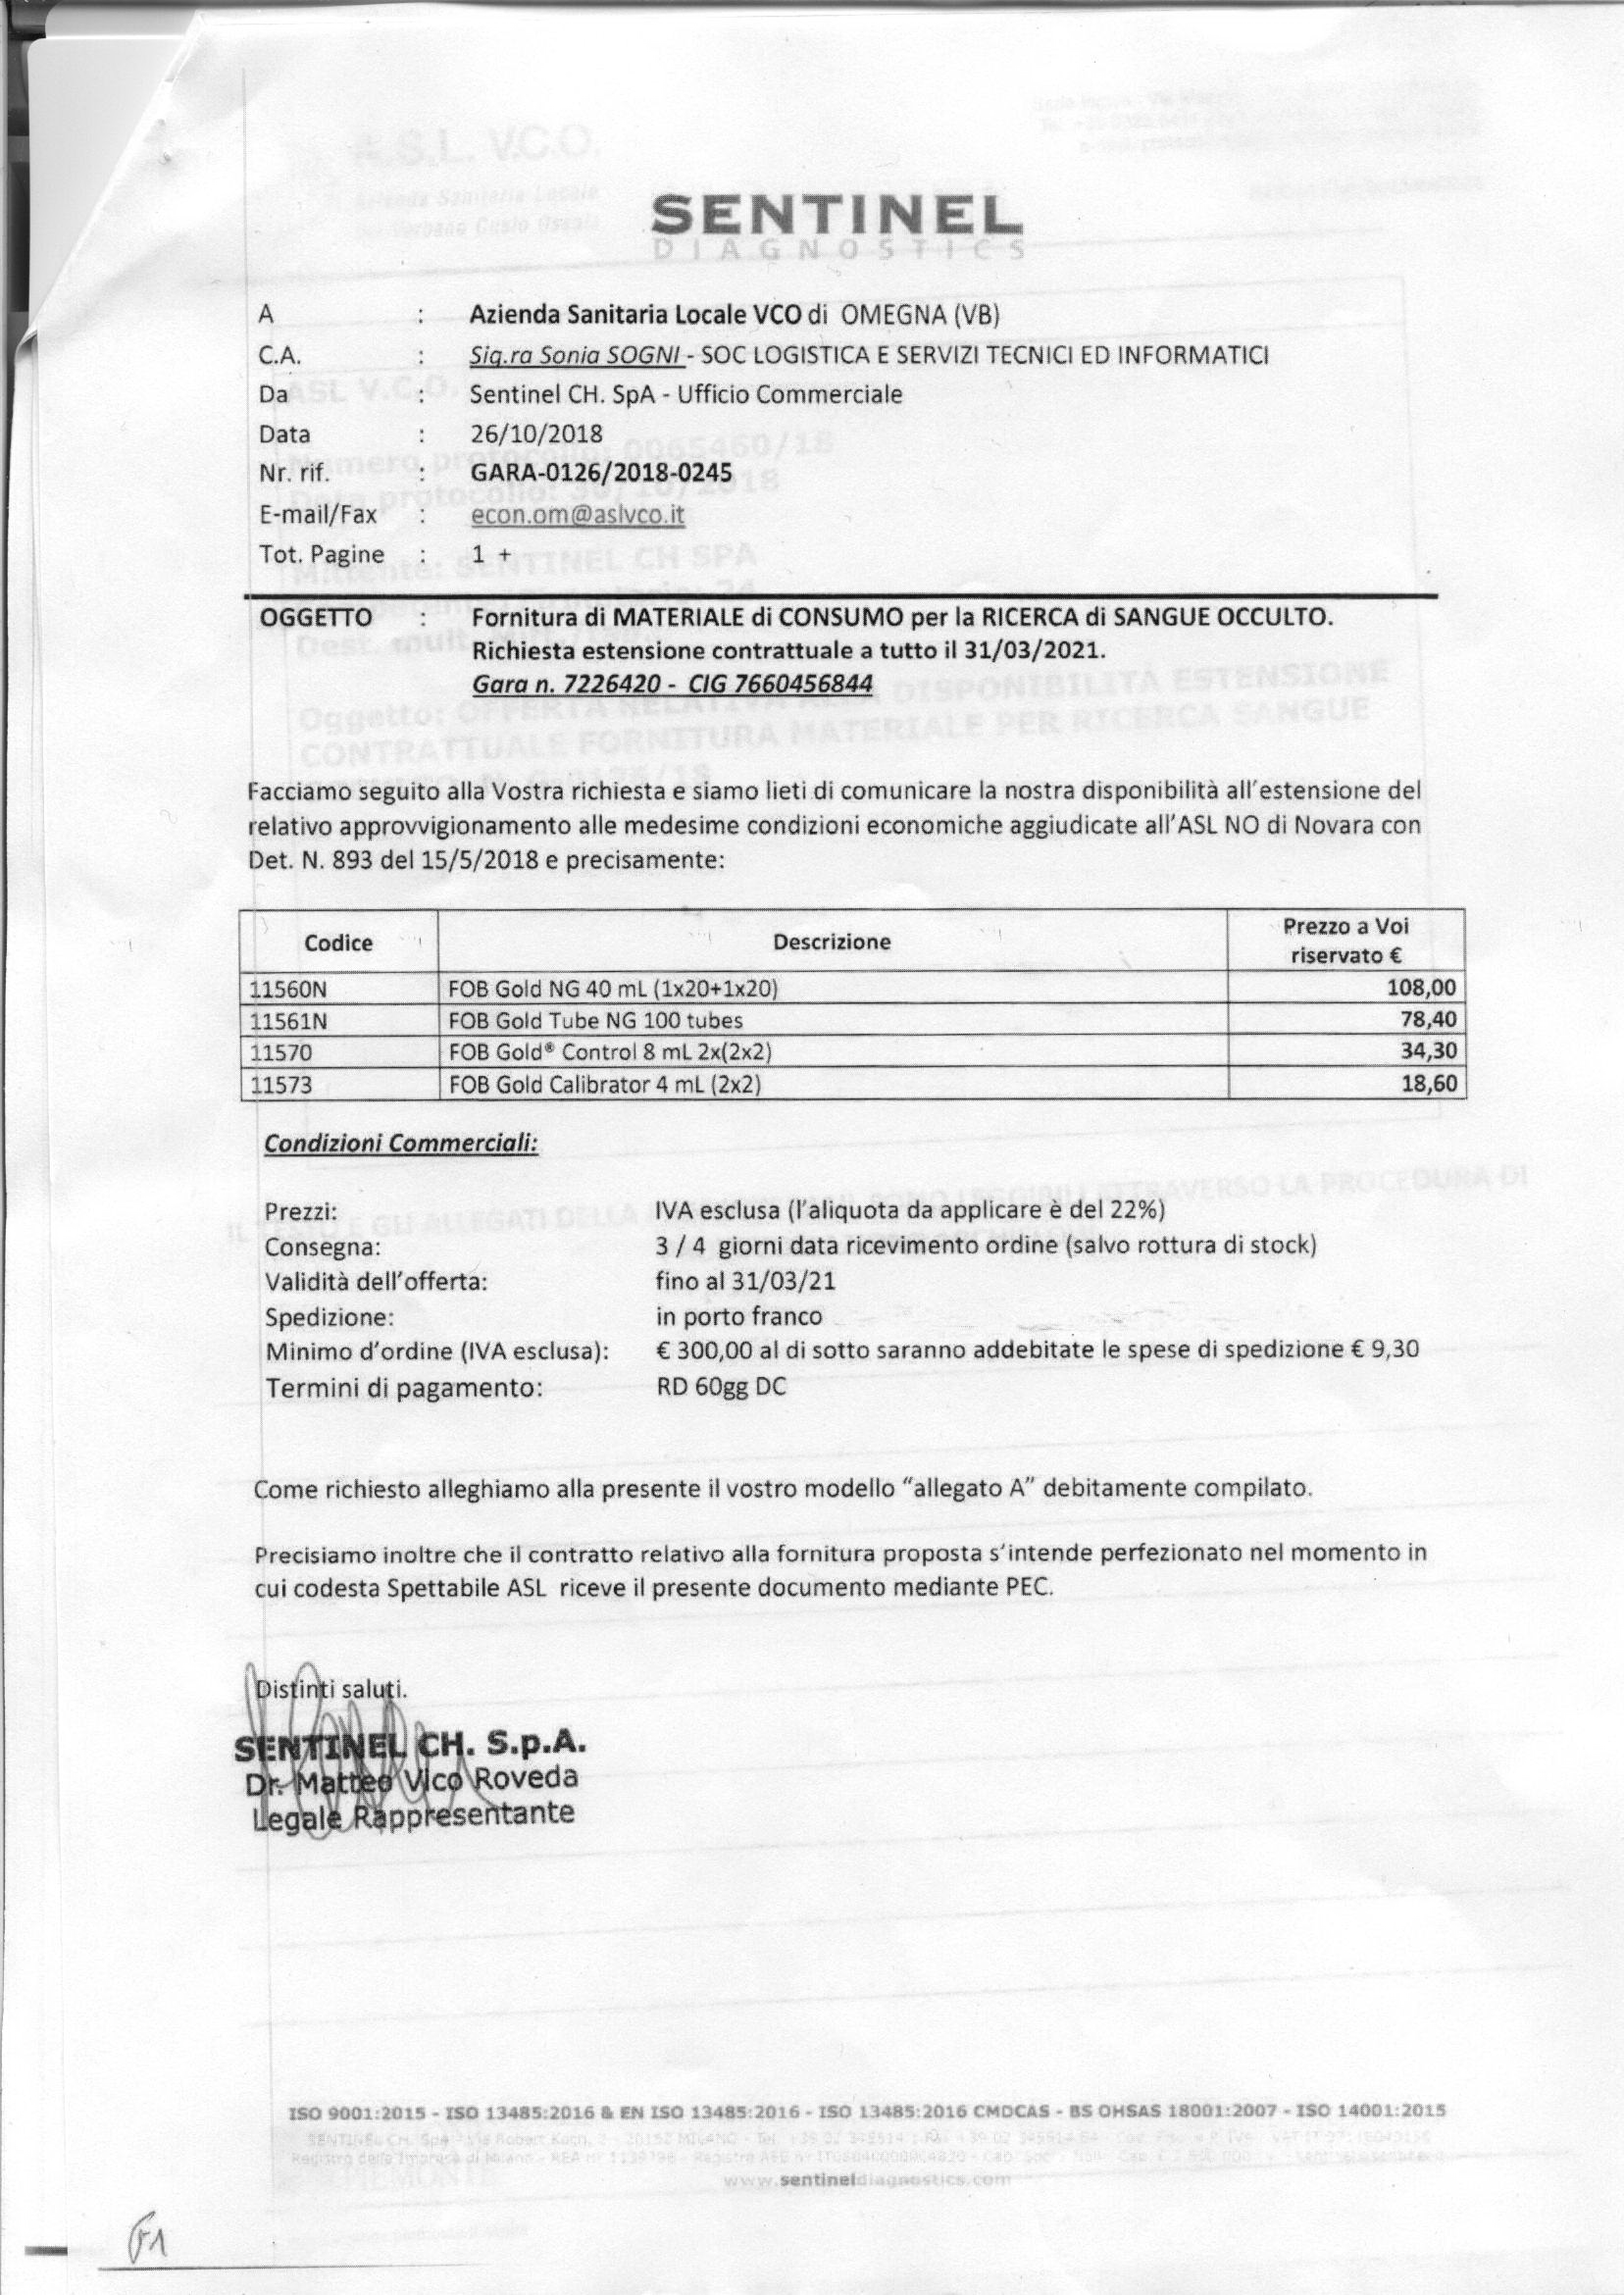 SENTINEL
DIAGNOSTICS
A : Azienda Sanitaria Locale VCO di OMEGNA (VB)
C.A. : Sig.ra Sonia SOGNI - SOC LOGISTICA E SERVIZI TECNICI ED INFORMATICI
Da : Sentinel CH. SpA - Ufficio Commerciale
Data : 26/10/2018
Nr. rif. : GARA-0126/2018-0245
E-mail/Fax : econ.om@aslvco.it
Tot. Pagine : 1 +
OGGETTO : Fornitura di MATERIALE di CONSUMO per la RICERCA di SANGUE OCCULTO.
Richiesta estensione contrattuale a tutto il 31/03/2021.
Gara n. 7226420 - CIG 7660456844
Facciamo seguito alla Vostra richiesta e siamo lieti di comunicare la nostra disponibilità all'estensione del
relativo approvvigionamento alle medesime condizioni economiche aggiudicate all'ASL NO di Novara con
Det. N. 893 del 15/5/2018 e precisamente:
Codice Descrizione Prezzo a Voi
riservato €
11560N FOB Gold NG 40 mL (1x20+1x20) 108,00
11561N FOB Gold Tube NG 100 tubes 78,40
11570 FOB Gold® Control 8 mL 2x(2x2) 34,30
11573 FOB Gold Calibrator 4 mL (2x2) 18,60
Condizioni Commerciali:
Prezzi: IVA esclusa (l'aliquota da applicare è del 22%)
Consegna: 3 / 4 giorni data ricevimento ordine (salvo rottura di stock)
Validità dell'offerta: fino al 31/03/21
Spedizione: in porto franco
Minimo d'ordine (IVA esclusa): € 300,00 al di sotto saranno addebitate le spese di spedizione € 9,30
Termini di pagamento: RD 60gg DC
Come richiesto alleghiamo alla presente il vostro modello "allegato A" debitamente compilato.
Precisiamo inoltre che il contratto relativo alla fornitura proposta s'intende perfezionato nel momento in
cui codesta Spettabile ASL riceve il presente documento mediante PEC.
Distinti saluti.
SENTINEL CH. S.p.A.
Dr. Matteo Vico Roveda
Legale Rappresentante
ISO 9001:2015 - ISO 13485:2016 & EN ISO 13485:2016 - ISO 13485:2016 CMDCAS - BS OHSAS 18001:2007 - ISO 14001:2015
www.sentineldiagnostics.com